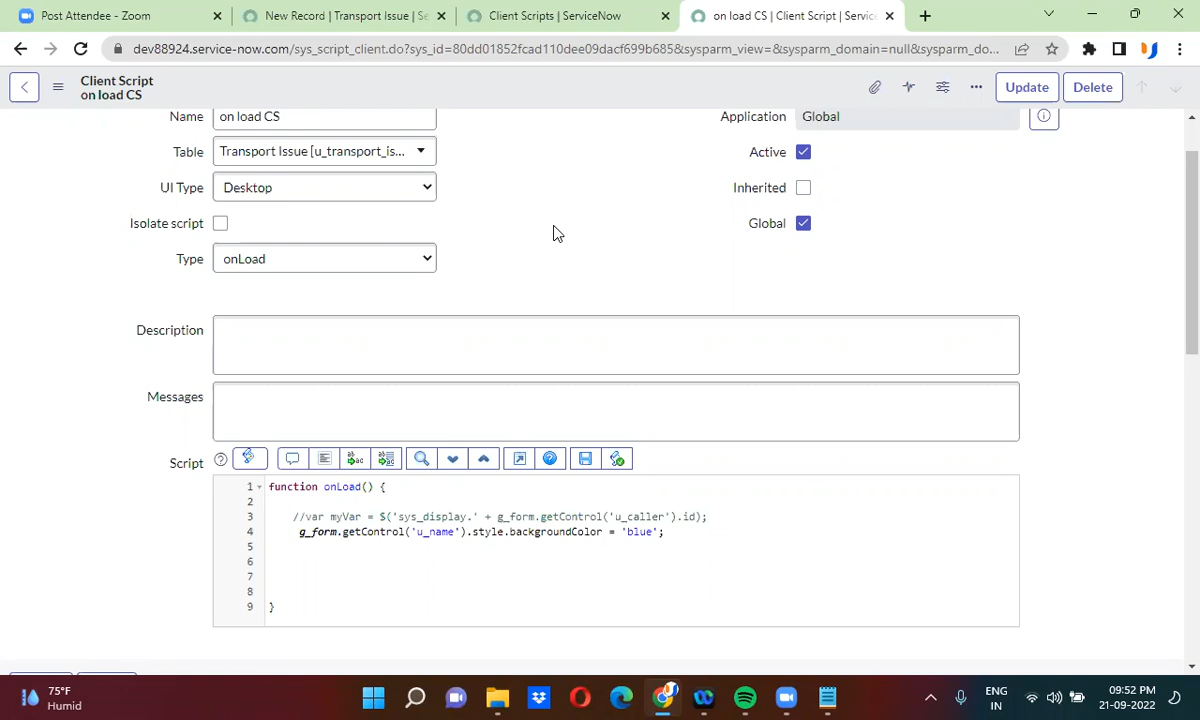 Post Attendee - Zoom
New Record | Transport Issue | Se
Client Scripts | ServiceNow
on load CS | Client Script | Servic
dev88924.service-now.com/sys_script_client.do?sys_id=80dd01852fcad110dee09dacf699b685&sysparm_view=&sysparm_domain=null&sysparm_do...
Client Script
on load CS
Update
Delete
Name
on load CS
Application
Global
Table
Transport Issue [u_transport_is...
Active
UI Type
Desktop
Inherited
Isolate script
Global
Type
onLoad
Description
Messages
Script
1 function onLoad() {
2
3 //var myVar = $('sys_display.' + g_form.getControl('u_caller').id);
4 g_form.getControl('u_name').style.backgroundColor = 'blue';
5
6
7
8
9 }
75°F
Humid
ENG
IN
09:52 PM
21-09-2022